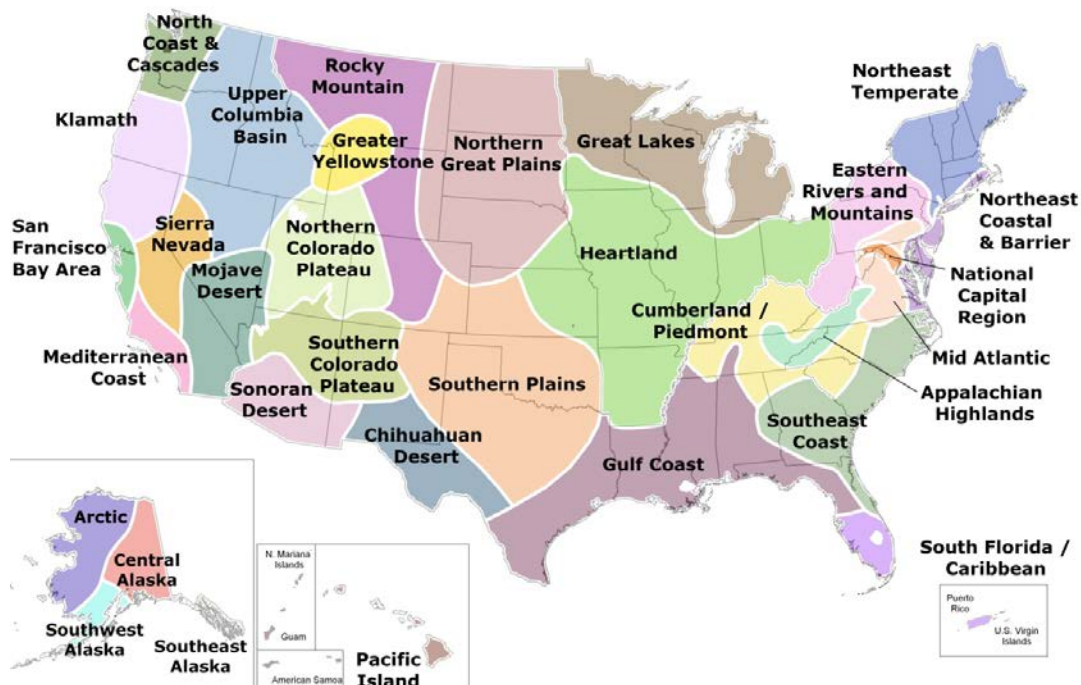 North
Coast &
Cascades
Rocky
Mountain
Northeast
Temperate
Klamath
Upper
Columbia
Basin
Greater
Yellowstone
Northern
Great Plains
Great Lakes
Eastern
Rivers and
Mountains
Northeast
Coastal
& Barrier
San
Francisco
Bay Area
Sierra
Nevada
Northern
Colorado
Plateau
Heartland
Mojave
Desert
National
Capital
Region
Cumberland /
Piedmont
Mediterranean
Coast
Southern
Colorado
Plateau
Mid Atlantic
Sonoran
Desert
Southern Plains
Appalachian
Highlands
Southeast
Coast
Chihuahuan
Desert
Gulf Coast
Arctic
Central
Alaska
Southwest
Alaska
Southeast
Alaska
N. Mariana
Islands
Guam
American Samoa
Pacific
Island
South Florida /
Caribbean
Puerto
Rico
U.S. Virgin
Islands